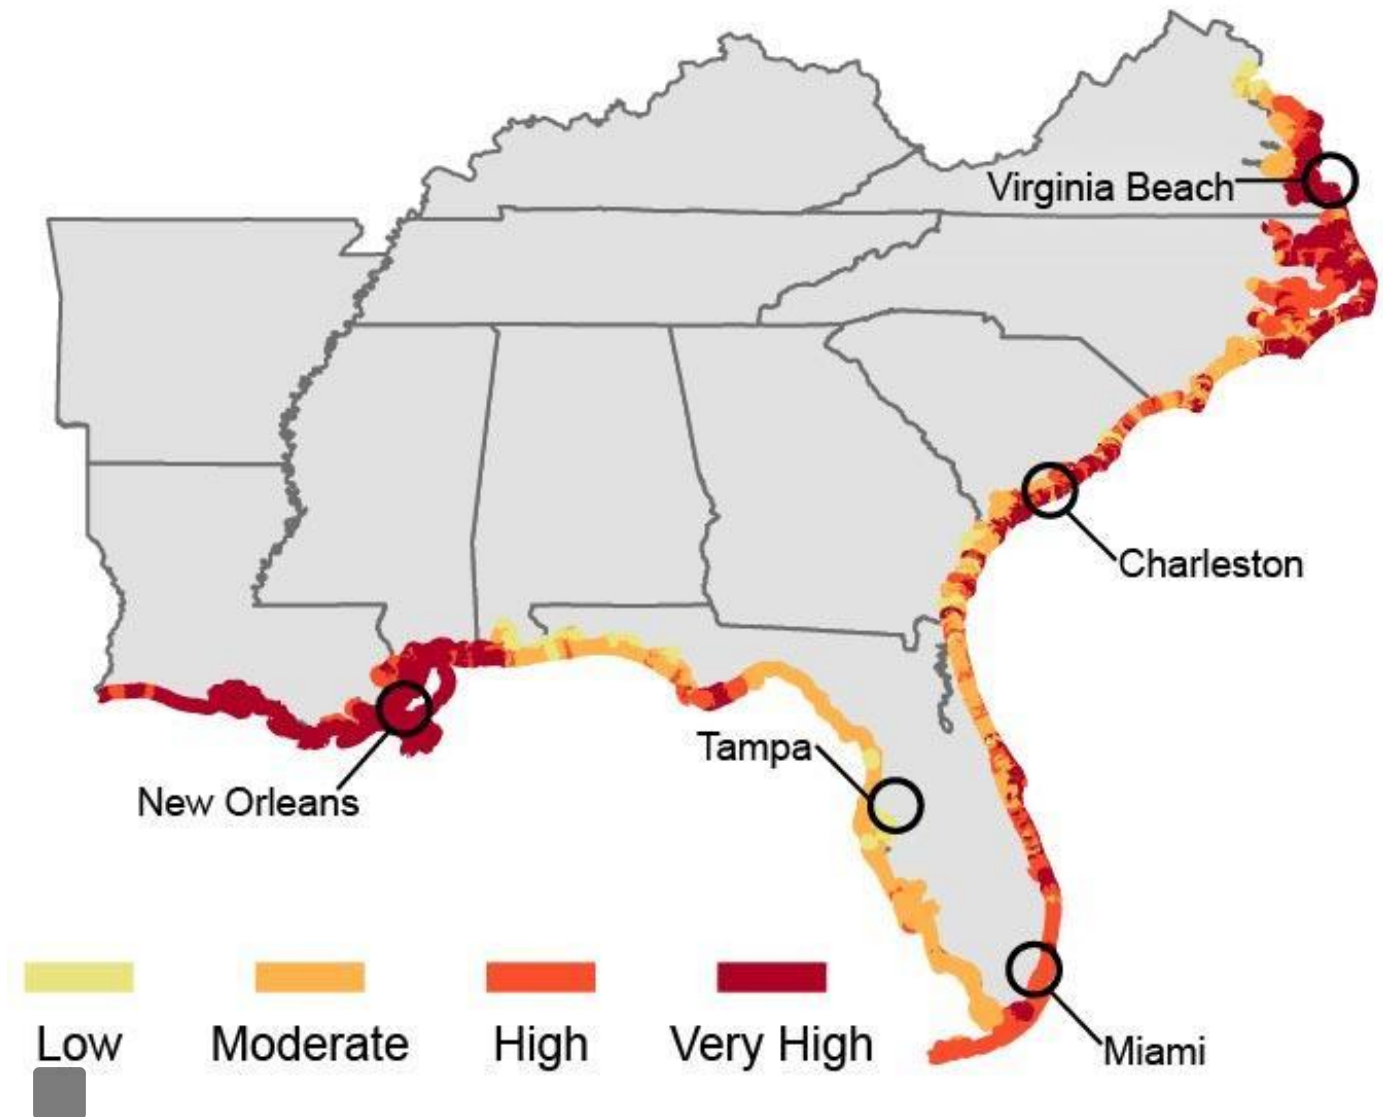 Virginia Beach
Charleston
Tampa
New Orleans
Miami
Low
Moderate
High
Very High